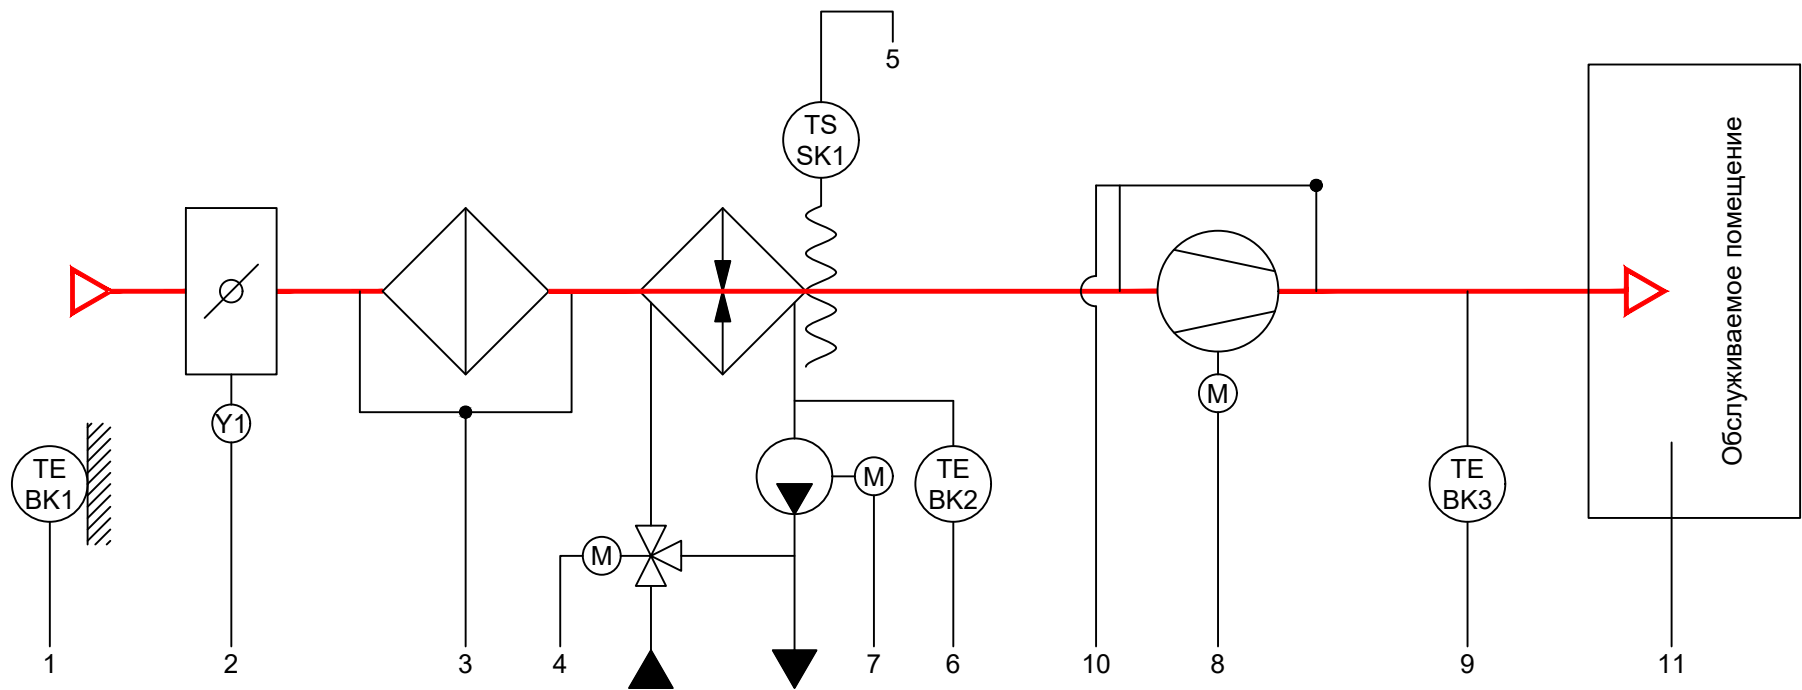 5
TS
SK1
Обслуживаемое помещение
M
Y1
TE
BK1
M
TE
BK2
TE
BK3
M
1
2
3
4
7
6
10
8
9
11